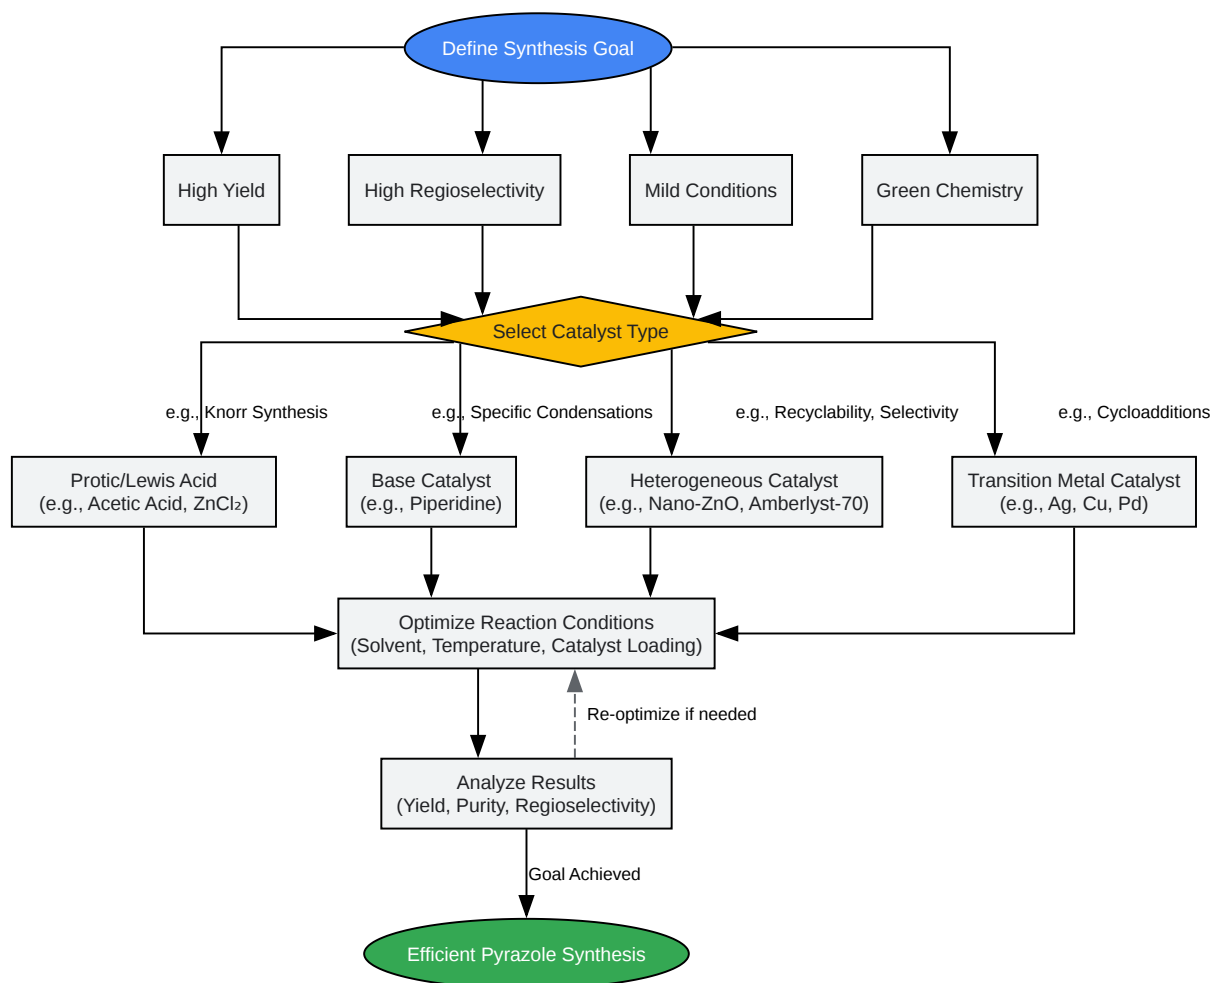 Define Synthesis Goal
High Yield
High Regioselectivity
Mild Conditions
Green Chemistry
Select Catalyst Type
e.g., Knorr Synthesis
e.g., Specific Condensations
e.g., Recyclability, Selectivity
e.g., Cycloadditions
Protic/Lewis Acid
(e.g., Acetic Acid, ZnCl₂)
Base Catalyst
(e.g., Piperidine)
Heterogeneous Catalyst
(e.g., Nano-ZnO, Amberlyst-70)
Transition Metal Catalyst
(e.g., Ag, Cu, Pd)
Optimize Reaction Conditions
(Solvent, Temperature, Catalyst Loading)
Re-optimize if needed
Analyze Results
(Yield, Purity, Regioselectivity)
Goal Achieved
Efficient Pyrazole Synthesis